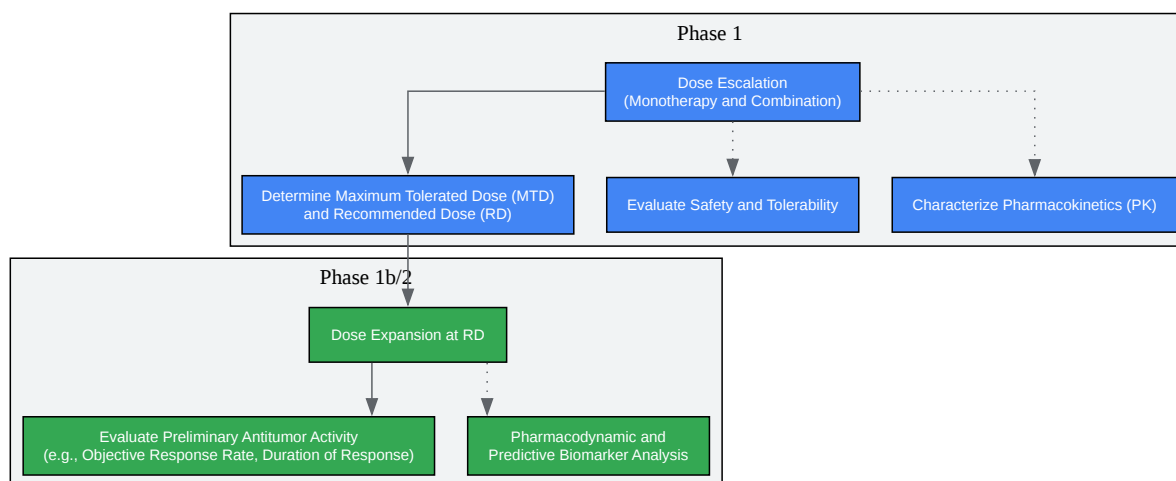 Phase 1
Dose Escalation
(Monotherapy and Combination)
Determine Maximum Tolerated Dose (MTD)
and Recommended Dose (RD)
Evaluate Safety and Tolerability
Characterize Pharmacokinetics (PK)
Phase 1b/2
Dose Expansion at RD
Evaluate Preliminary Antitumor Activity
(e.g., Objective Response Rate, Duration of Response)
Pharmacodynamic and
Predictive Biomarker Analysis